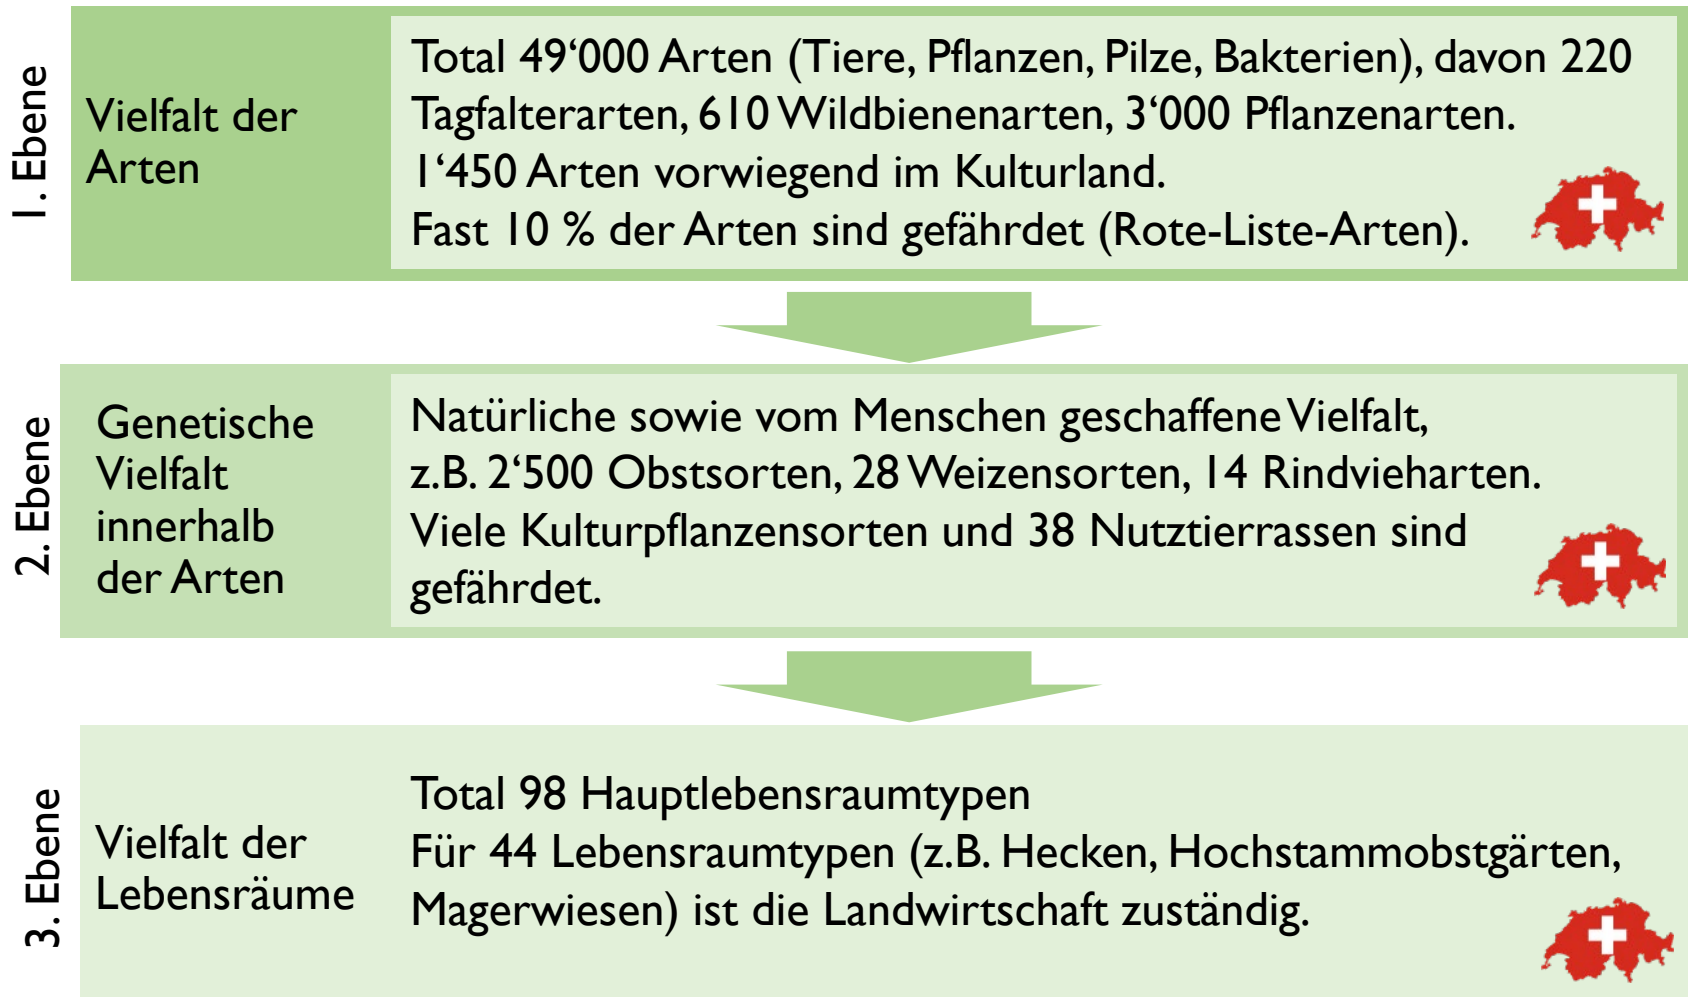 1. Ebene
Vielfalt der
Arten
Total 49‘000 Arten (Tiere, Pflanzen, Pilze, Bakterien), davon 220
Tagfalterarten, 610 Wildbienenarten, 3‘000 Pflanzenarten.
1‘450 Arten vorwiegend im Kulturland.
Fast 10 % der Arten sind gefährdet (Rote-Liste-Arten).
2. Ebene
Genetische
Vielfalt
innerhalb
der Arten
Natürliche sowie vom Menschen geschaffene Vielfalt,
z.B. 2‘500 Obstsorten, 28 Weizensorten, 14 Rindvieharten.
Viele Kulturpflanzensorten und 38 Nutztierrassen sind
gefährdet.
3. Ebene
Vielfalt der
Lebensräume
Total 98 Hauptlebensraumtypen
Für 44 Lebensraumtypen (z.B. Hecken, Hochstammobstgärten,
Magerwiesen) ist die Landwirtschaft zuständig.